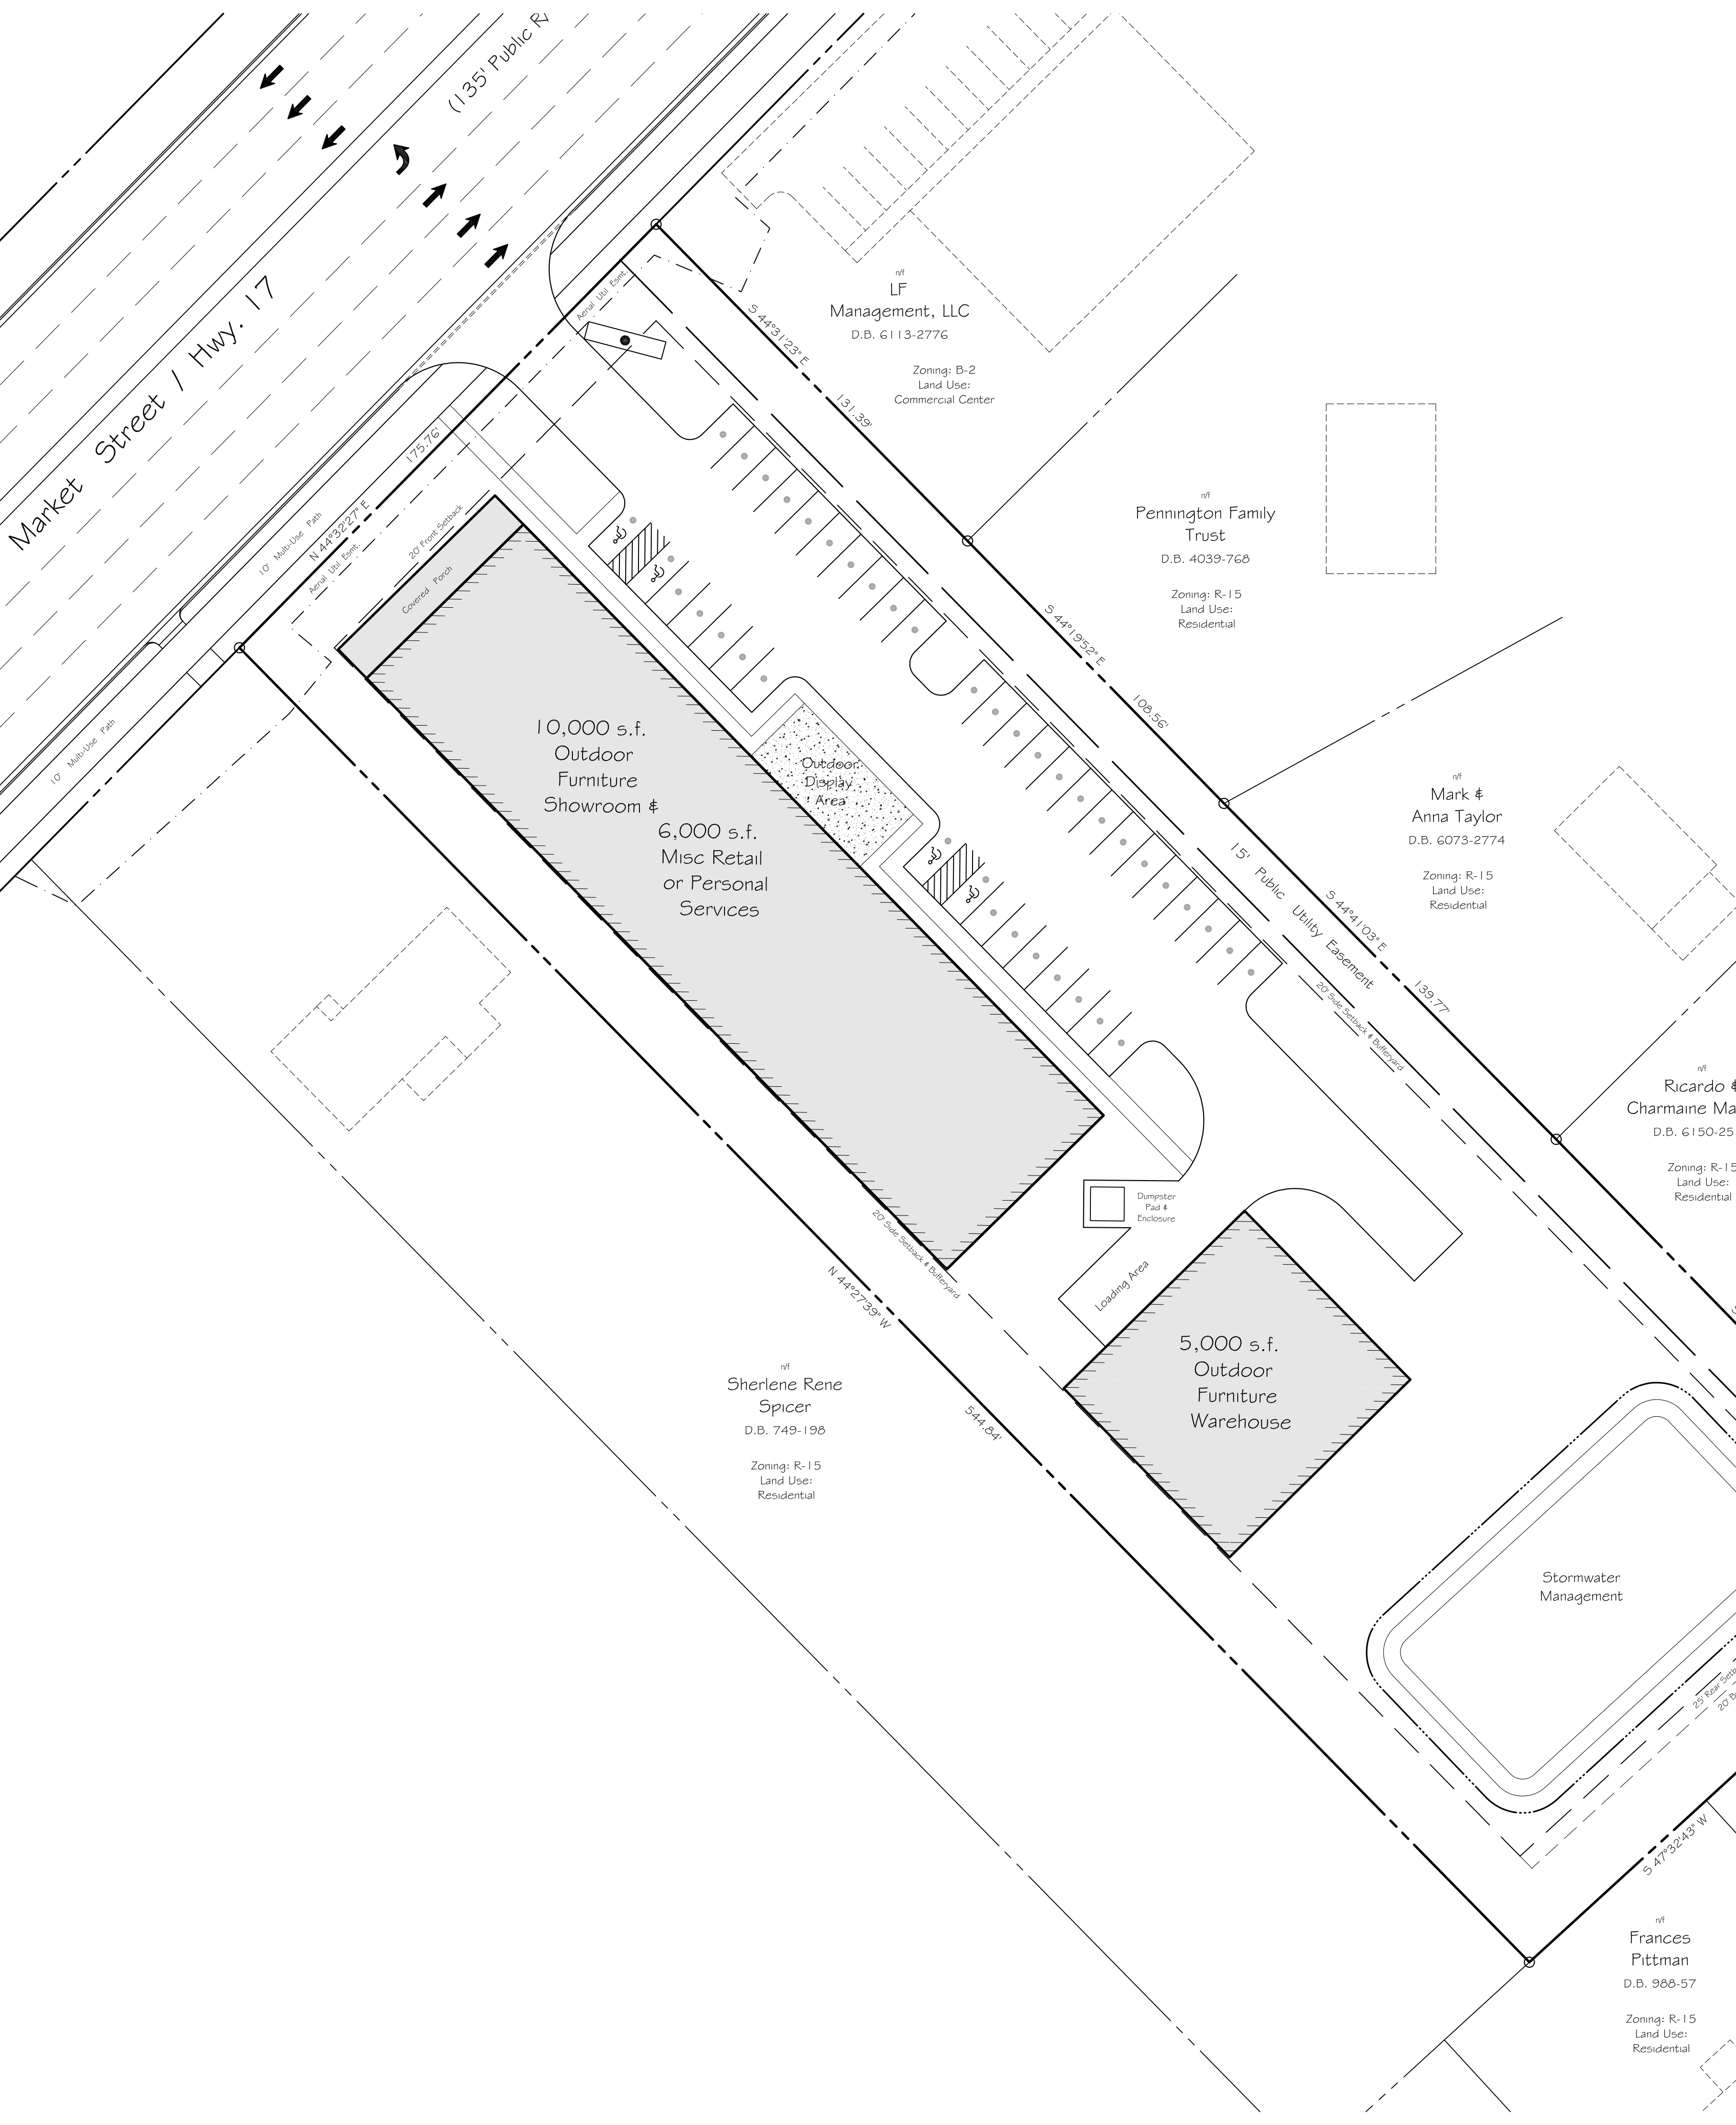 (135' Public R
Market Street / Hwy. 17
Aerial Util Esmt.
n/f
LF
Management, LLC
D.B. 6113-2776
Zoning: B-2
Land Use:
Commercial Center
S 44°31'23" E
131.39'
175.76'
N 44°32'27" E
10' Multi-Use Path
Aerial Util Esmt.
20' Front Setback
Covered Porch
10' Multi-Use Path
n/f
Pennington Family
Trust
D.B. 4039-768
Zoning: R-15
Land Use:
Residential
S 44°19'52" E
108.56'
10,000 s.f.
Outdoor
Furniture
Showroom &
6,000 s.f.
Misc Retail
or Personal
Services
Outdoor
Display
Area
n/f
Mark &
Anna Taylor
D.B. 6073-2774
Zoning: R-15
Land Use:
Residential
15' Public Utility Easement
S 44°41'03" E
139.77'
20' Side Setback & Bufferyard
n/f
Ricardo &
Charmaine Ma
D.B. 6150-25
Zoning: R-15
Land Use:
Residential
Dumpster
Pad &
Enclosure
Loading Area
20' Side Setback & Bufferyard
N 44°27'39" W
544.84'
5,000 s.f.
Outdoor
Furniture
Warehouse
n/f
Sherlene Rene
Spicer
D.B. 749-198
Zoning: R-15
Land Use:
Residential
Stormwater
Management
25' Rear Setb
20' B
S 47°32'43" W
n/f
Frances
Pittman
D.B. 988-57
Zoning: R-15
Land Use:
Residential